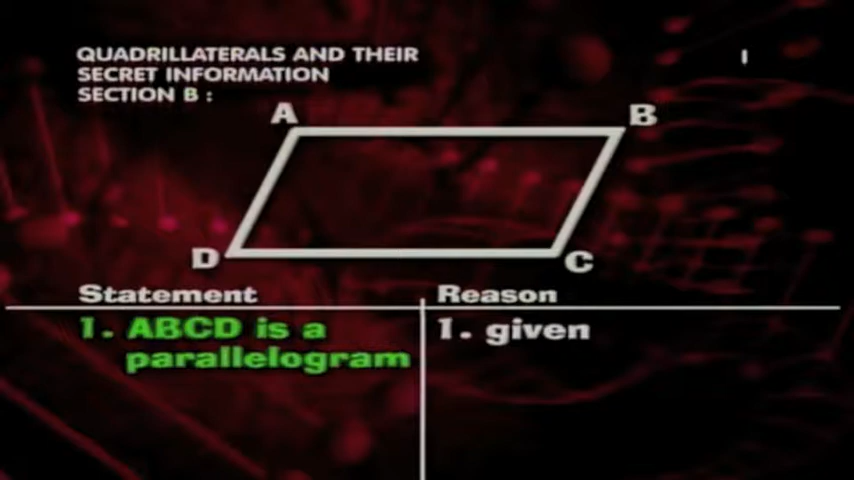 QUADRILLATERALS AND THEIR
SECRET INFORMATION
SECTION B :
I
A
B
D
C
Statement
Reason
1. ABCD is a
parallelogram
1. given